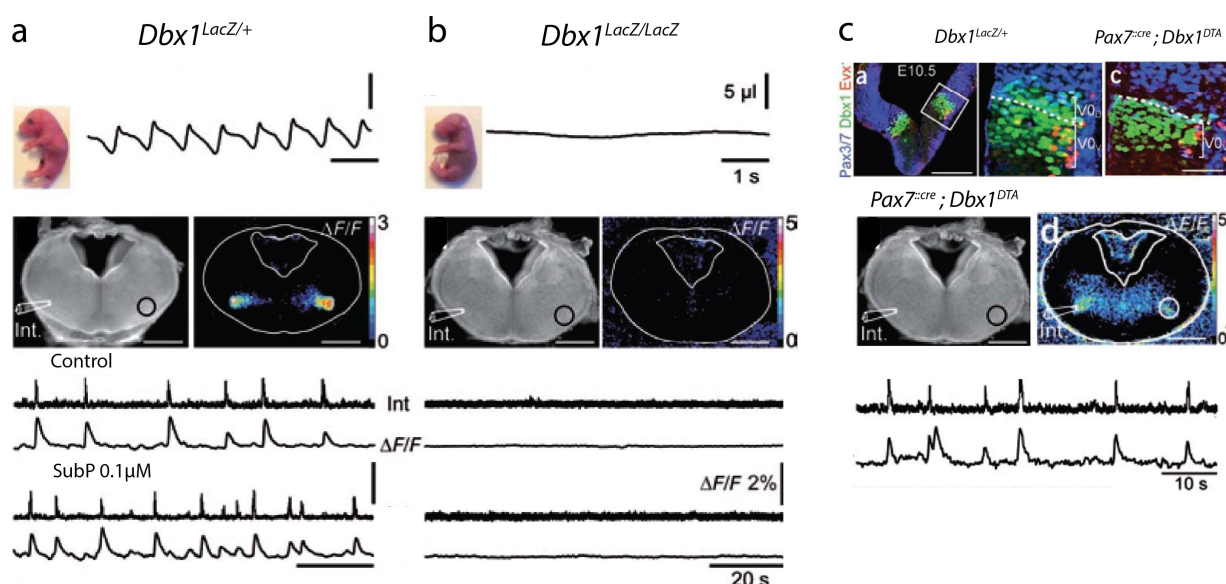 a
Dbx1LacZ/+
b
Dbx1LacZ/LacZ
5 µl
1 s
c
Dbx1LacZ/+
Pax7::cre ; Dbx1DTA
Pax3/7 Dbx1 Evx1
a
E10.5
V0D
V0V
c
V0V
Int.
ΔF/F
3
0
Int.
ΔF/F
5
0
Pax7::cre ; Dbx1DTA
Int.
d
Int.
ΔF/F
5
0
Control
Int
ΔF/F
SubP 0.1µM
ΔF/F 2%
20 s
10 s